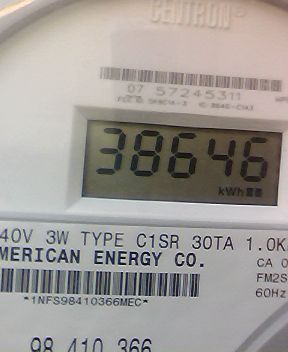 CENTRON®
07 57245311
38646
kWh
40V 3W TYPE C1SR 30TA 1.0K
MERICAN ENERGY CO.
CA 0
FM2S
*1NFS98410366MEC*
60Hz
98 410 366